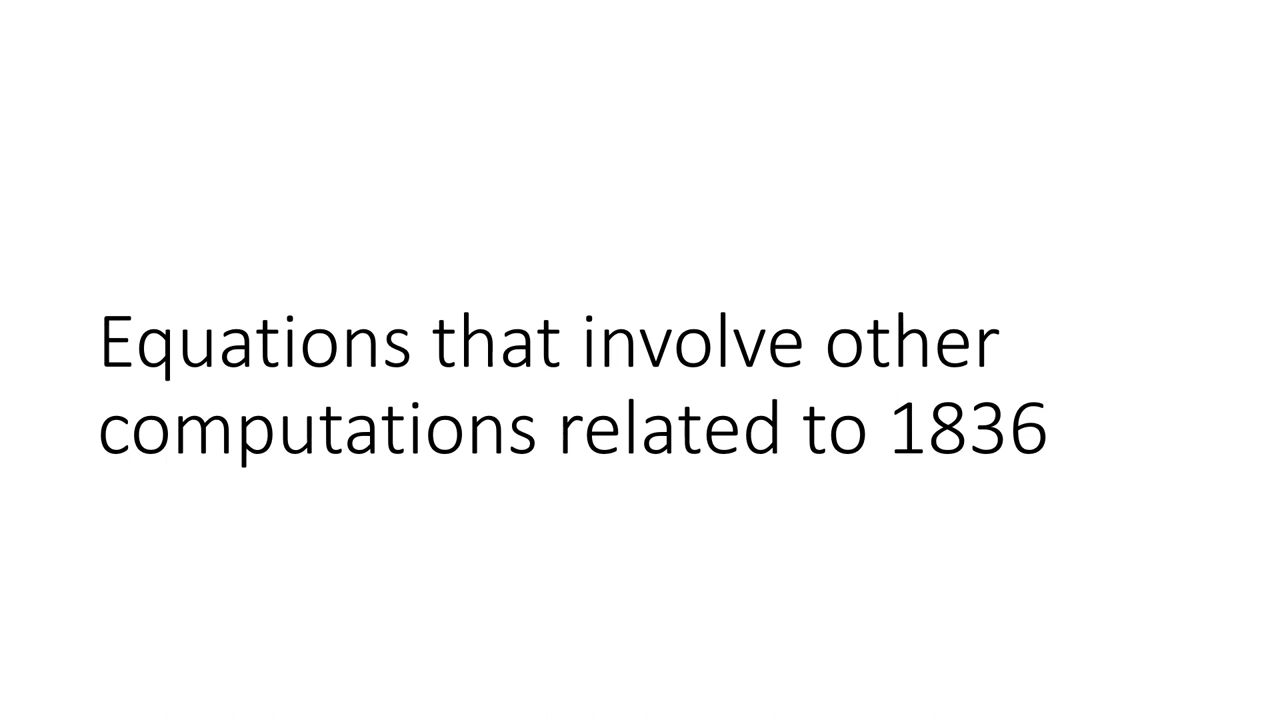 Equations that involve other
computations related to 1836